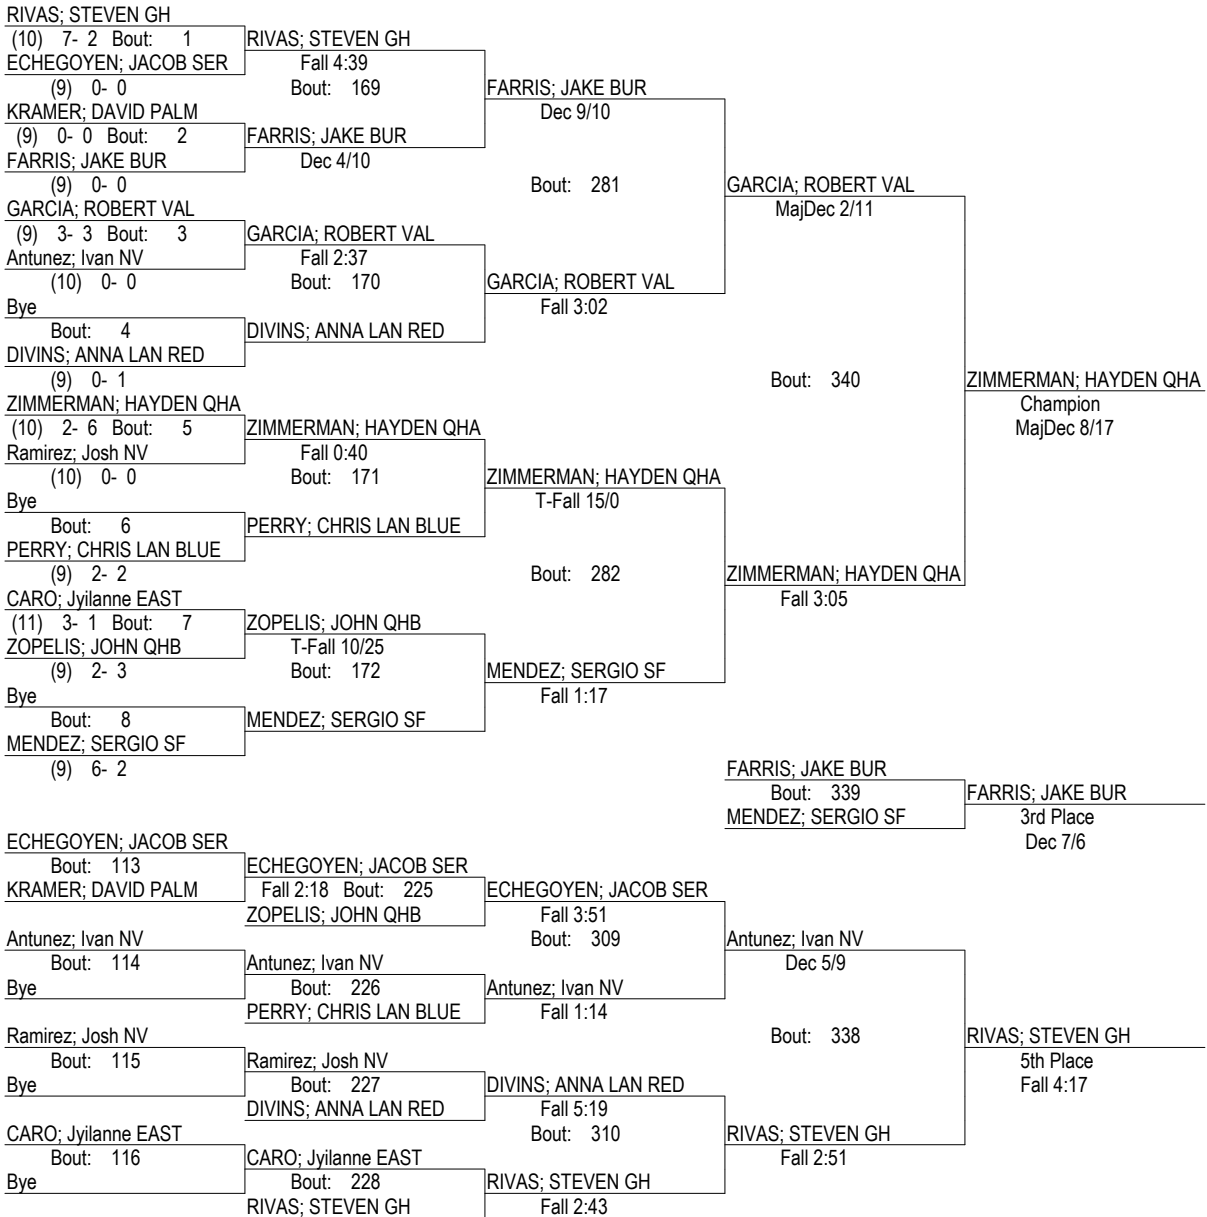 RIVAS; STEVEN GH
(10) 7- 2 Bout: 1 RIVAS; STEVEN GH
ECHEGOYEN; JACOB SER Fall 4:39
(9) 0- 0 Bout: 169 FARRIS; JAKE BUR
KRAMER; DAVID PALM Dec 9/10
(9) 0- 0 Bout: 2 FARRIS; JAKE BUR
FARRIS; JAKE BUR Dec 4/10
(9) 0- 0 Bout: 281 GARCIA; ROBERT VAL
GARCIA; ROBERT VAL MajDec 2/11
(9) 3- 3 Bout: 3 GARCIA; ROBERT VAL
Antunez; Ivan NV Fall 2:37
(10) 0- 0 Bout: 170 GARCIA; ROBERT VAL
Bye Fall 3:02
Bout: 4 DIVINS; ANNA LAN RED
DIVINS; ANNA LAN RED
(9) 0- 1 Bout: 340 ZIMMERMAN; HAYDEN QHA
ZIMMERMAN; HAYDEN QHA Champion
(10) 2- 6 Bout: 5 ZIMMERMAN; HAYDEN QHA MajDec 8/17
Ramirez; Josh NV Fall 0:40
(10) 0- 0 Bout: 171 ZIMMERMAN; HAYDEN QHA
Bye T-Fall 15/0
Bout: 6 PERRY; CHRIS LAN BLUE
PERRY; CHRIS LAN BLUE
(9) 2- 2 Bout: 282 ZIMMERMAN; HAYDEN QHA
CARO; Jyilanne EAST Fall 3:05
(11) 3- 1 Bout: 7 ZOPELIS; JOHN QHB
ZOPELIS; JOHN QHB T-Fall 10/25
(9) 2- 3 Bout: 172 MENDEZ; SERGIO SF
Bye Fall 1:17
Bout: 8 MENDEZ; SERGIO SF
MENDEZ; SERGIO SF
(9) 6- 2 FARRIS; JAKE BUR
Bout: 339 FARRIS; JAKE BUR
MENDEZ; SERGIO SF 3rd Place
ECHEGOYEN; JACOB SER Dec 7/6
Bout: 113 ECHEGOYEN; JACOB SER
KRAMER; DAVID PALM Fall 2:18 Bout: 225 ECHEGOYEN; JACOB SER
ZOPELIS; JOHN QHB Fall 3:51
Antunez; Ivan NV Bout: 309 Antunez; Ivan NV
Bout: 114 Antunez; Ivan NV Dec 5/9
Bye Bout: 226 Antunez; Ivan NV
PERRY; CHRIS LAN BLUE Fall 1:14
Ramirez; Josh NV Bout: 338 RIVAS; STEVEN GH
Bout: 115 Ramirez; Josh NV 5th Place
Bye Bout: 227 DIVINS; ANNA LAN RED Fall 4:17
DIVINS; ANNA LAN RED Fall 5:19
CARO; Jyilanne EAST Bout: 310 RIVAS; STEVEN GH
Bout: 116 CARO; Jyilanne EAST Fall 2:51
Bye Bout: 228 RIVAS; STEVEN GH
RIVAS; STEVEN GH Fall 2:43